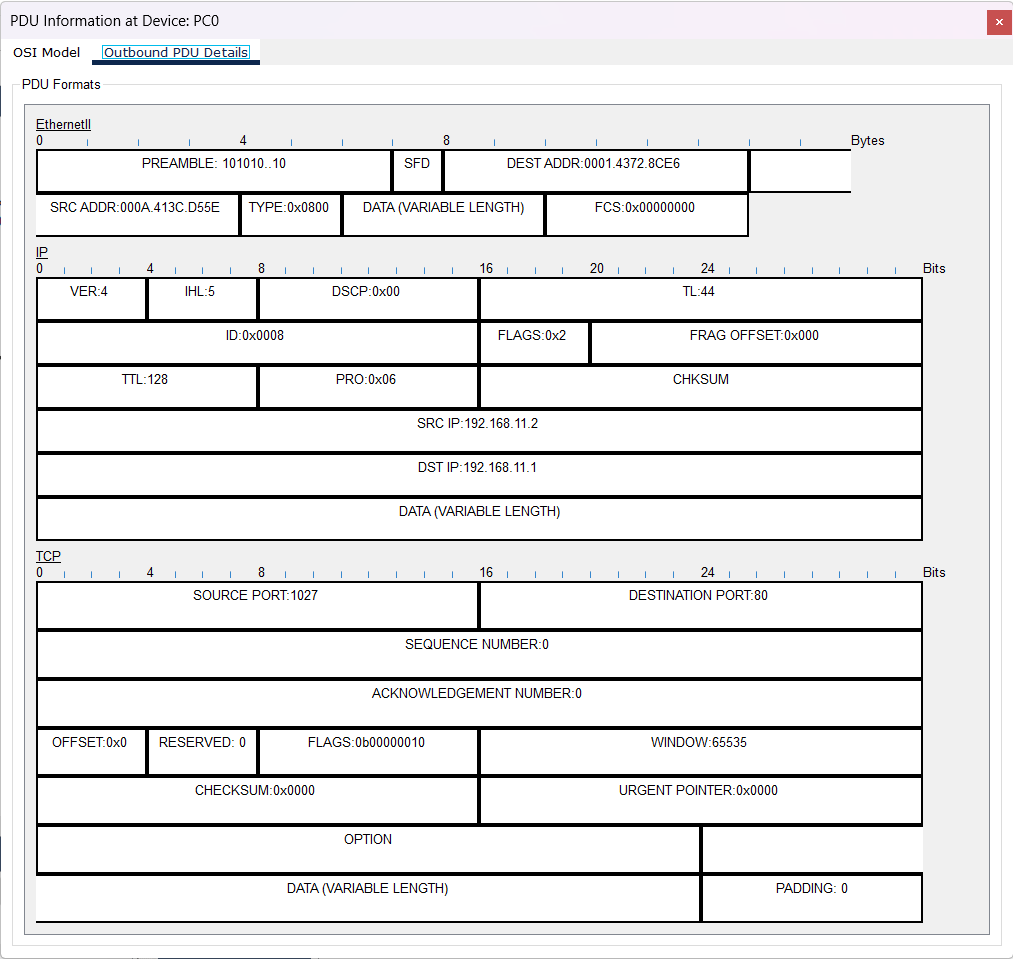 PDU Information at Device: PC0
×
OSI Model Outbound PDU Details
PDU Formats
EthernetII
0 4 8 Bytes
PREAMBLE: 101010..10 SFD DEST ADDR:0001.4372.8CE6
SRC ADDR:000A.413C.D55E TYPE:0x0800 DATA (VARIABLE LENGTH) FCS:0x00000000
IP
0 4 8 16 20 24 Bits
VER:4 IHL:5 DSCP:0x00 TL:44
ID:0x0008 FLAGS:0x2 FRAG OFFSET:0x000
TTL:128 PRO:0x06 CHKSUM
SRC IP:192.168.11.2
DST IP:192.168.11.1
DATA (VARIABLE LENGTH)
TCP
0 4 8 16 24 Bits
SOURCE PORT:1027 DESTINATION PORT:80
SEQUENCE NUMBER:0
ACKNOWLEDGEMENT NUMBER:0
OFFSET:0x0 RESERVED: 0 FLAGS:0b00000010 WINDOW:65535
CHECKSUM:0x0000 URGENT POINTER:0x0000
OPTION
DATA (VARIABLE LENGTH) PADDING: 0